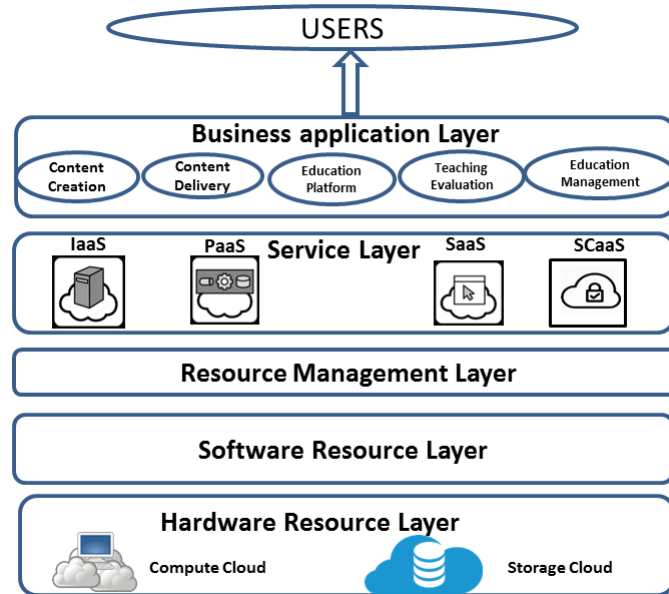 USERS
Business application Layer
Content
Creation
Content
Delivery
Education
Platform
Teaching
Evaluation
Education
Management
IaaS
PaaS
Service Layer
SaaS
SCaaS
Resource Management Layer
Software Resource Layer
Hardware Resource Layer
Compute Cloud
Storage Cloud